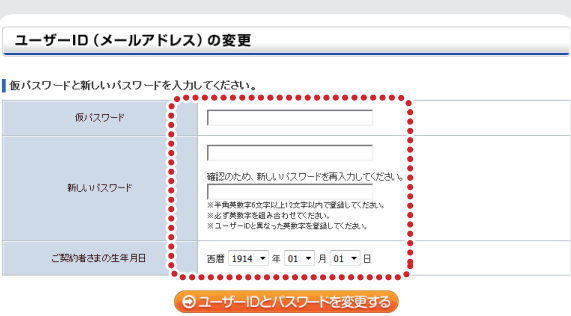 ユーザーID（メールアドレス）の変更
仮パスワードと新しいパスワードを入力してください。
仮パスワード
新しいパスワード
確認のため、新しいパスワードを再入力してください。
※半角英数字6文字以上12文字以内で登録してください。
※必ず英数字を組み合わせてください。
※ユーザーIDと異なった英数字を登録してください。
ご契約者さまの生年月日
西暦 1914 年 01 月 01 日
ユーザーIDとパスワードを変更する